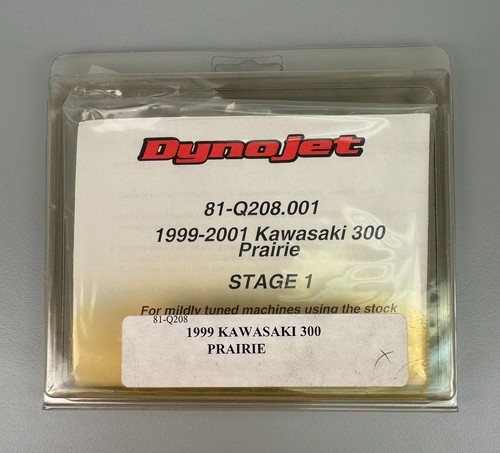 Dynojet
81-Q208.001
1999-2001 Kawasaki 300
Prairie
STAGE 1
For mildly tuned machines using the stock
81-Q208
1999 KAWASAKI 300
PRAIRIE